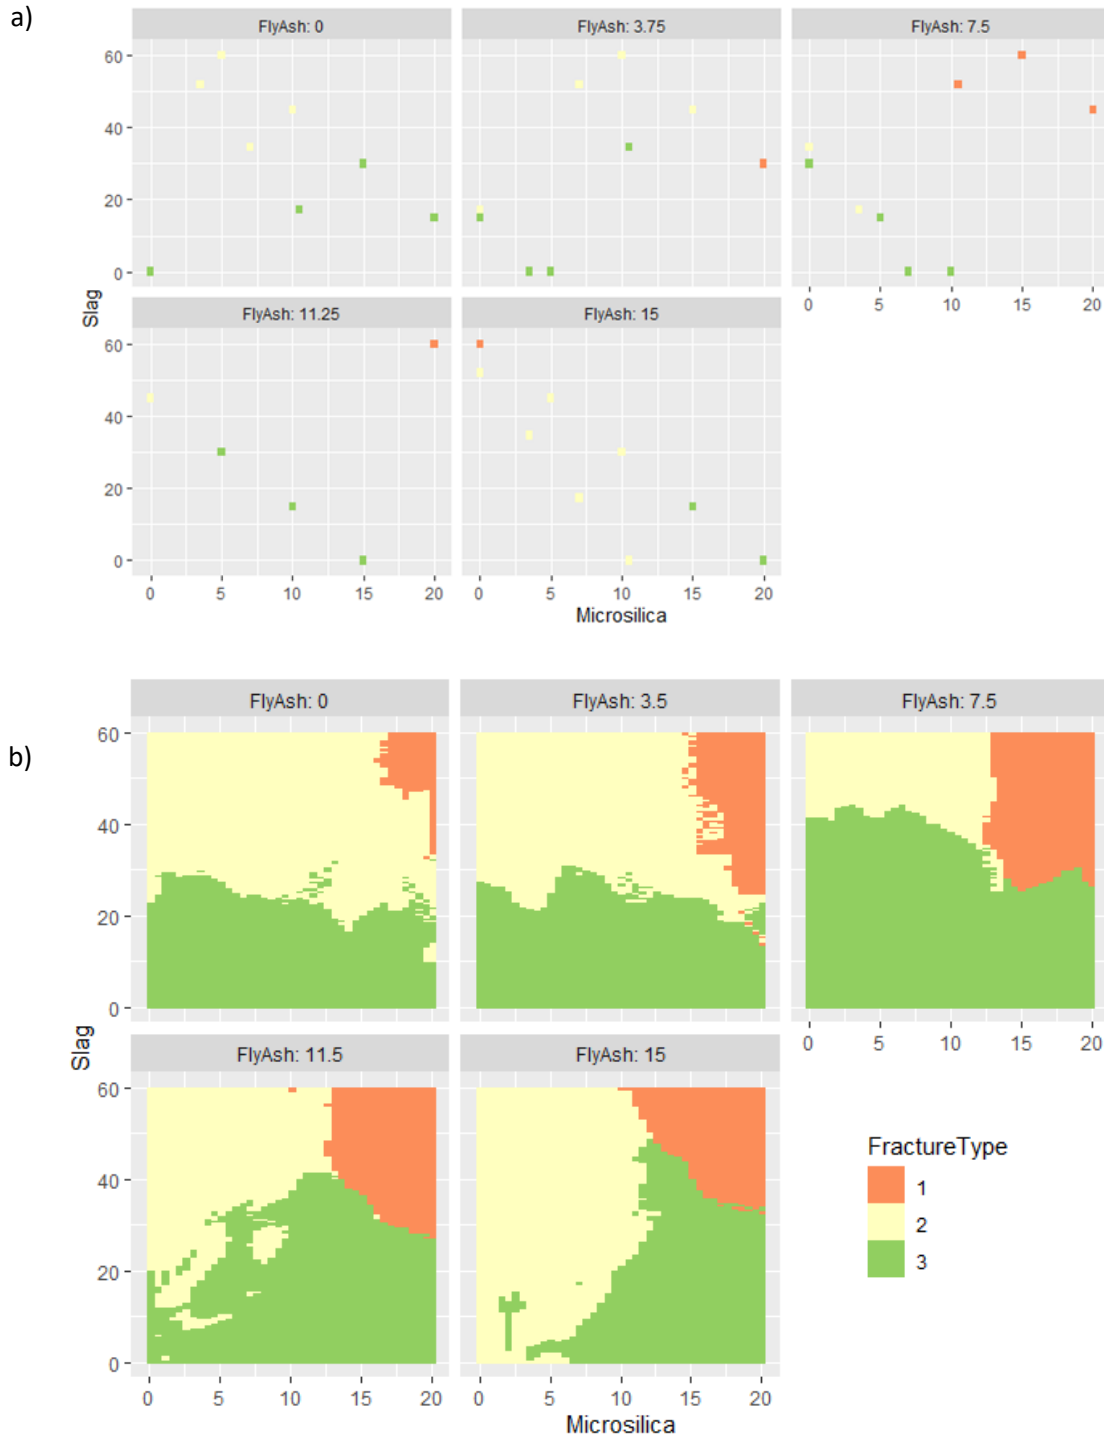 a)
FlyAsh: 0
FlyAsh: 3.75
FlyAsh: 7.5
60
40
20
0
0 5 10 15 20
FlyAsh: 11.25
FlyAsh: 15
60
40
20
0
0 5 10 15 20
0 5 10 15 20
Slag
Microsilica
b)
FlyAsh: 0
FlyAsh: 3.5
FlyAsh: 7.5
60
40
20
0
0 5 10 15 20
FlyAsh: 11.5
FlyAsh: 15
60
40
20
0
0 5 10 15 20
0 5 10 15 20
Slag
Microsilica
FractureType
1
2
3